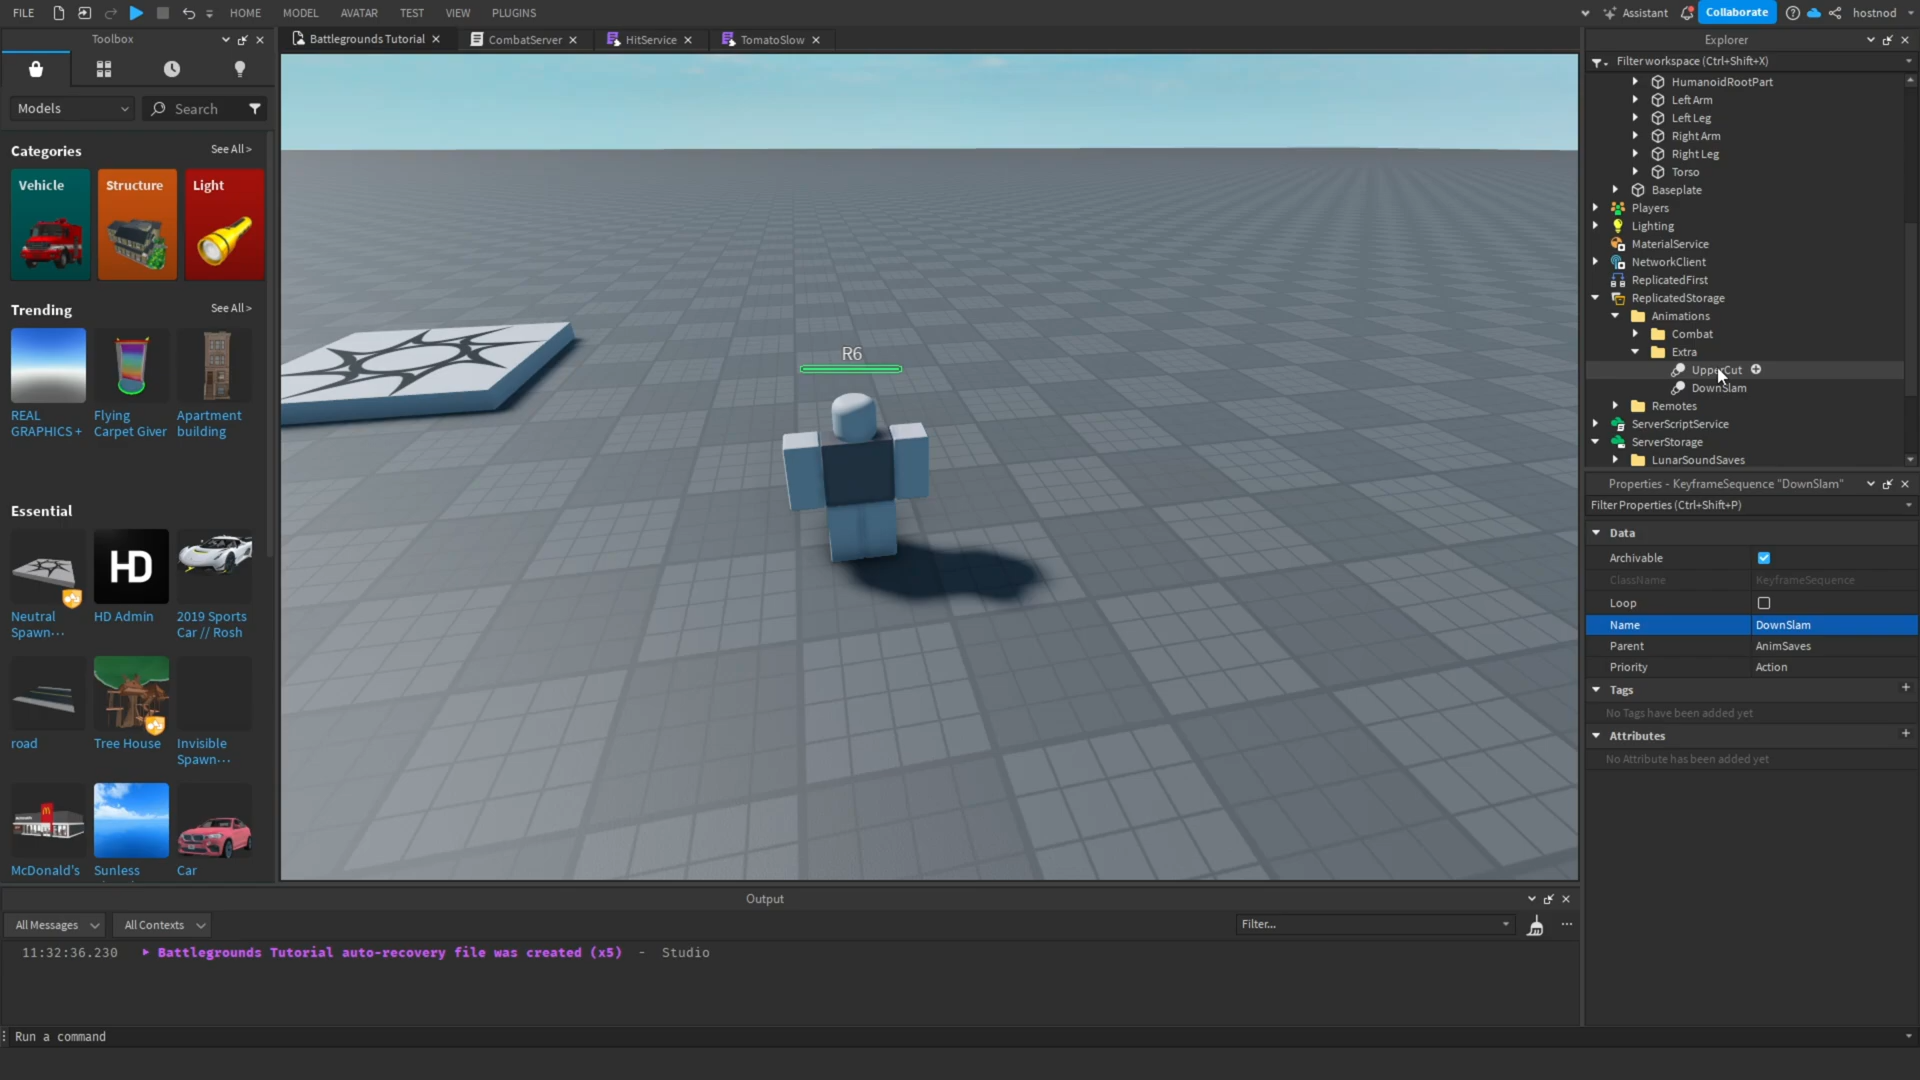 FILE HOME MODEL AVATAR TEST VIEW PLUGINS Assistant Collaborate hostnod
Toolbox
Battlegrounds Tutorial CombatServer HitService TomatoSlow
Models Search
Categories See All >
Vehicle Structure Light
Trending See All >
REAL GRAPHICS +
Flying Carpet Giver
Apartment building
Essential
Neutral Spawn···
HD
HD Admin
2019 Sports Car // Rosh
road
Tree House
Invisible Spawn···
McDonald's
Sunless
Car
R6
Explorer
Filter workspace (Ctrl+Shift+X)
HumanoidRootPart
Left Arm
Left Leg
Right Arm
Right Leg
Torso
Baseplate
Players
Lighting
MaterialService
NetworkClient
ReplicatedFirst
ReplicatedStorage
Animations
Combat
Extra
UpperCut
DownSlam
Remotes
ServerScriptService
ServerStorage
LunarSoundSaves
Properties - KeyframeSequence "DownSlam"
Filter Properties (Ctrl+Shift+P)
Data
Archivable
ClassName KeyframeSequence
Loop
Name DownSlam
Parent AnimSaves
Priority Action
Tags
No Tags have been added yet
Attributes
No Attribute has been added yet
Output
All Messages All Contexts Filter...
11:32:36.230 Battlegrounds Tutorial auto-recovery file was created (x5) - Studio
Run a command